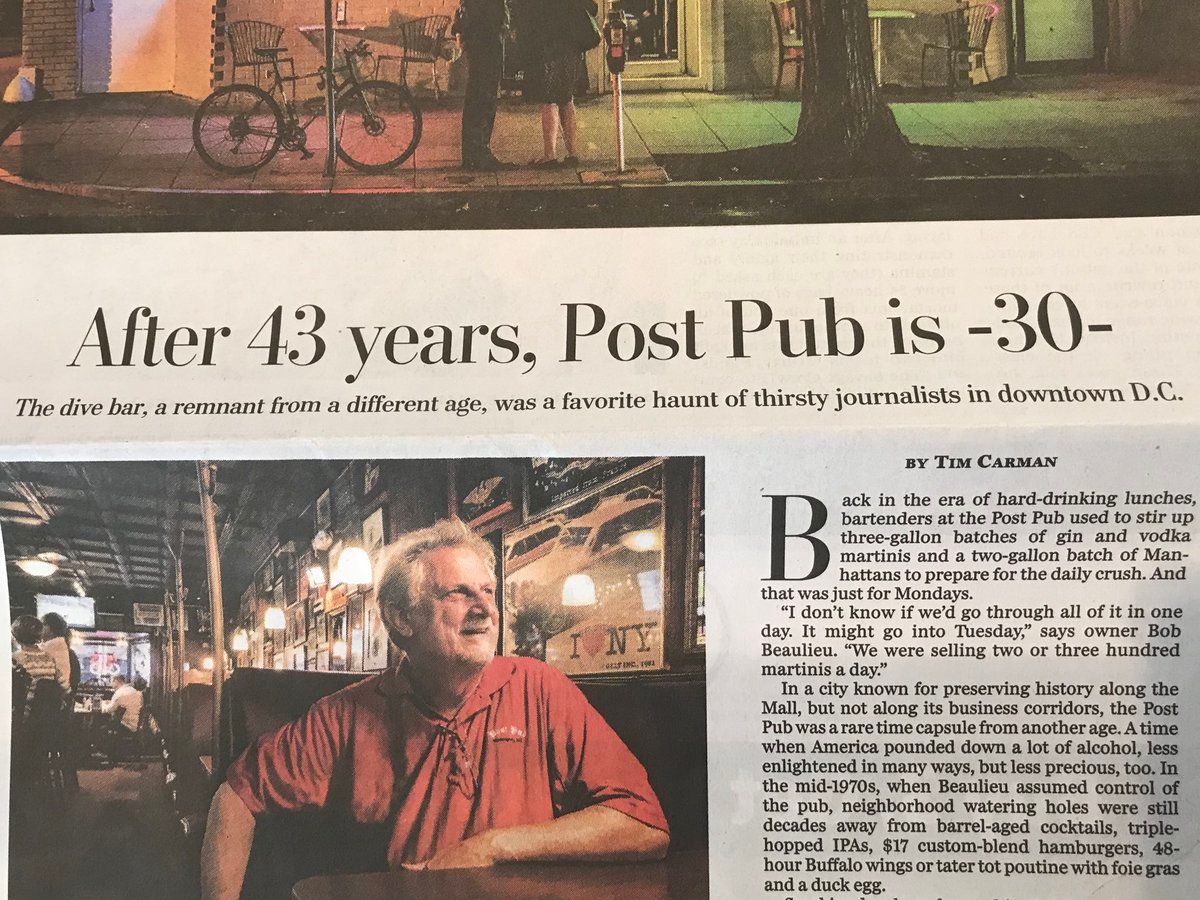 After 43 years, Post Pub is -30-
The dive bar, a remnant from a different age, was a favorite haunt of thirsty journalists in downtown D.C.
BY TIM CARMAN
Back in the era of hard-drinking lunches,
bartenders at the Post Pub used to stir up
three-gallon batches of gin and vodka
martinis and a two-gallon batch of Man-
hattans to prepare for the daily crush. And
that was just for Mondays.
“I don’t know if we’d go through all of it in one
day. It might go into Tuesday,” says owner Bob
Beaulieu. “We were selling two or three hundred
martinis a day.”
In a city known for preserving history along the
Mall, but not along its business corridors, the Post
Pub was a rare time capsule from another age. A time
when America pounded down a lot of alcohol, less
enlightened in many ways, but less precious, too. In
the mid-1970s, when Beaulieu assumed control of
the pub, neighborhood watering holes were still
decades away from barrel-aged cocktails, triple-
hopped IPAs, $17 custom-blend hamburgers, 48-
hour Buffalo wings or tater tot poutine with foie gras
and a duck egg.
I NY
Post Pub